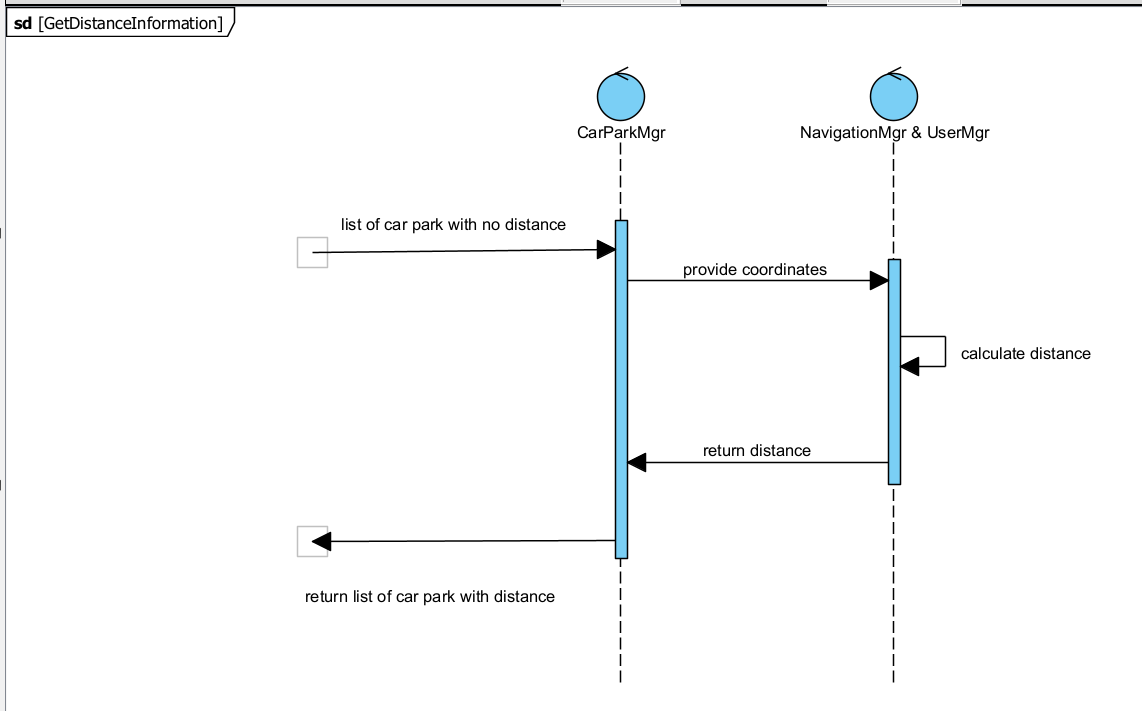 sd [GetDistanceInformation]
CarParkMgr
NavigationMgr & UserMgr
list of car park with no distance
provide coordinates
calculate distance
return distance
return list of car park with distance